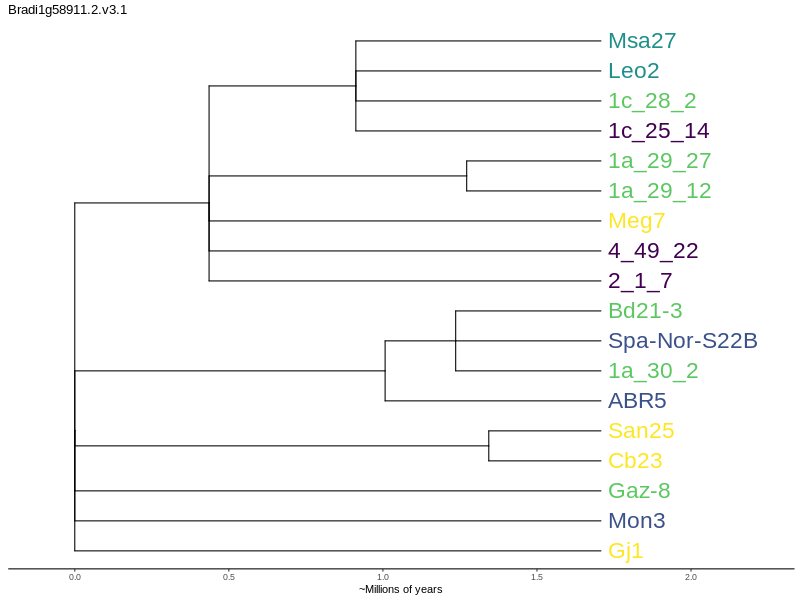 Bradi1g58911.2.v3.1
Msa27
Leo2
1c_28_2
1c_25_14
1a_29_27
1a_29_12
Meg7
4_49_22
2_1_7
Bd21-3
Spa-Nor-S22B
1a_30_2
ABR5
San25
Cb23
Gaz-8
Mon3
Gj1
0.0 0.5 1.0 1.5 2.0
~Millions of years